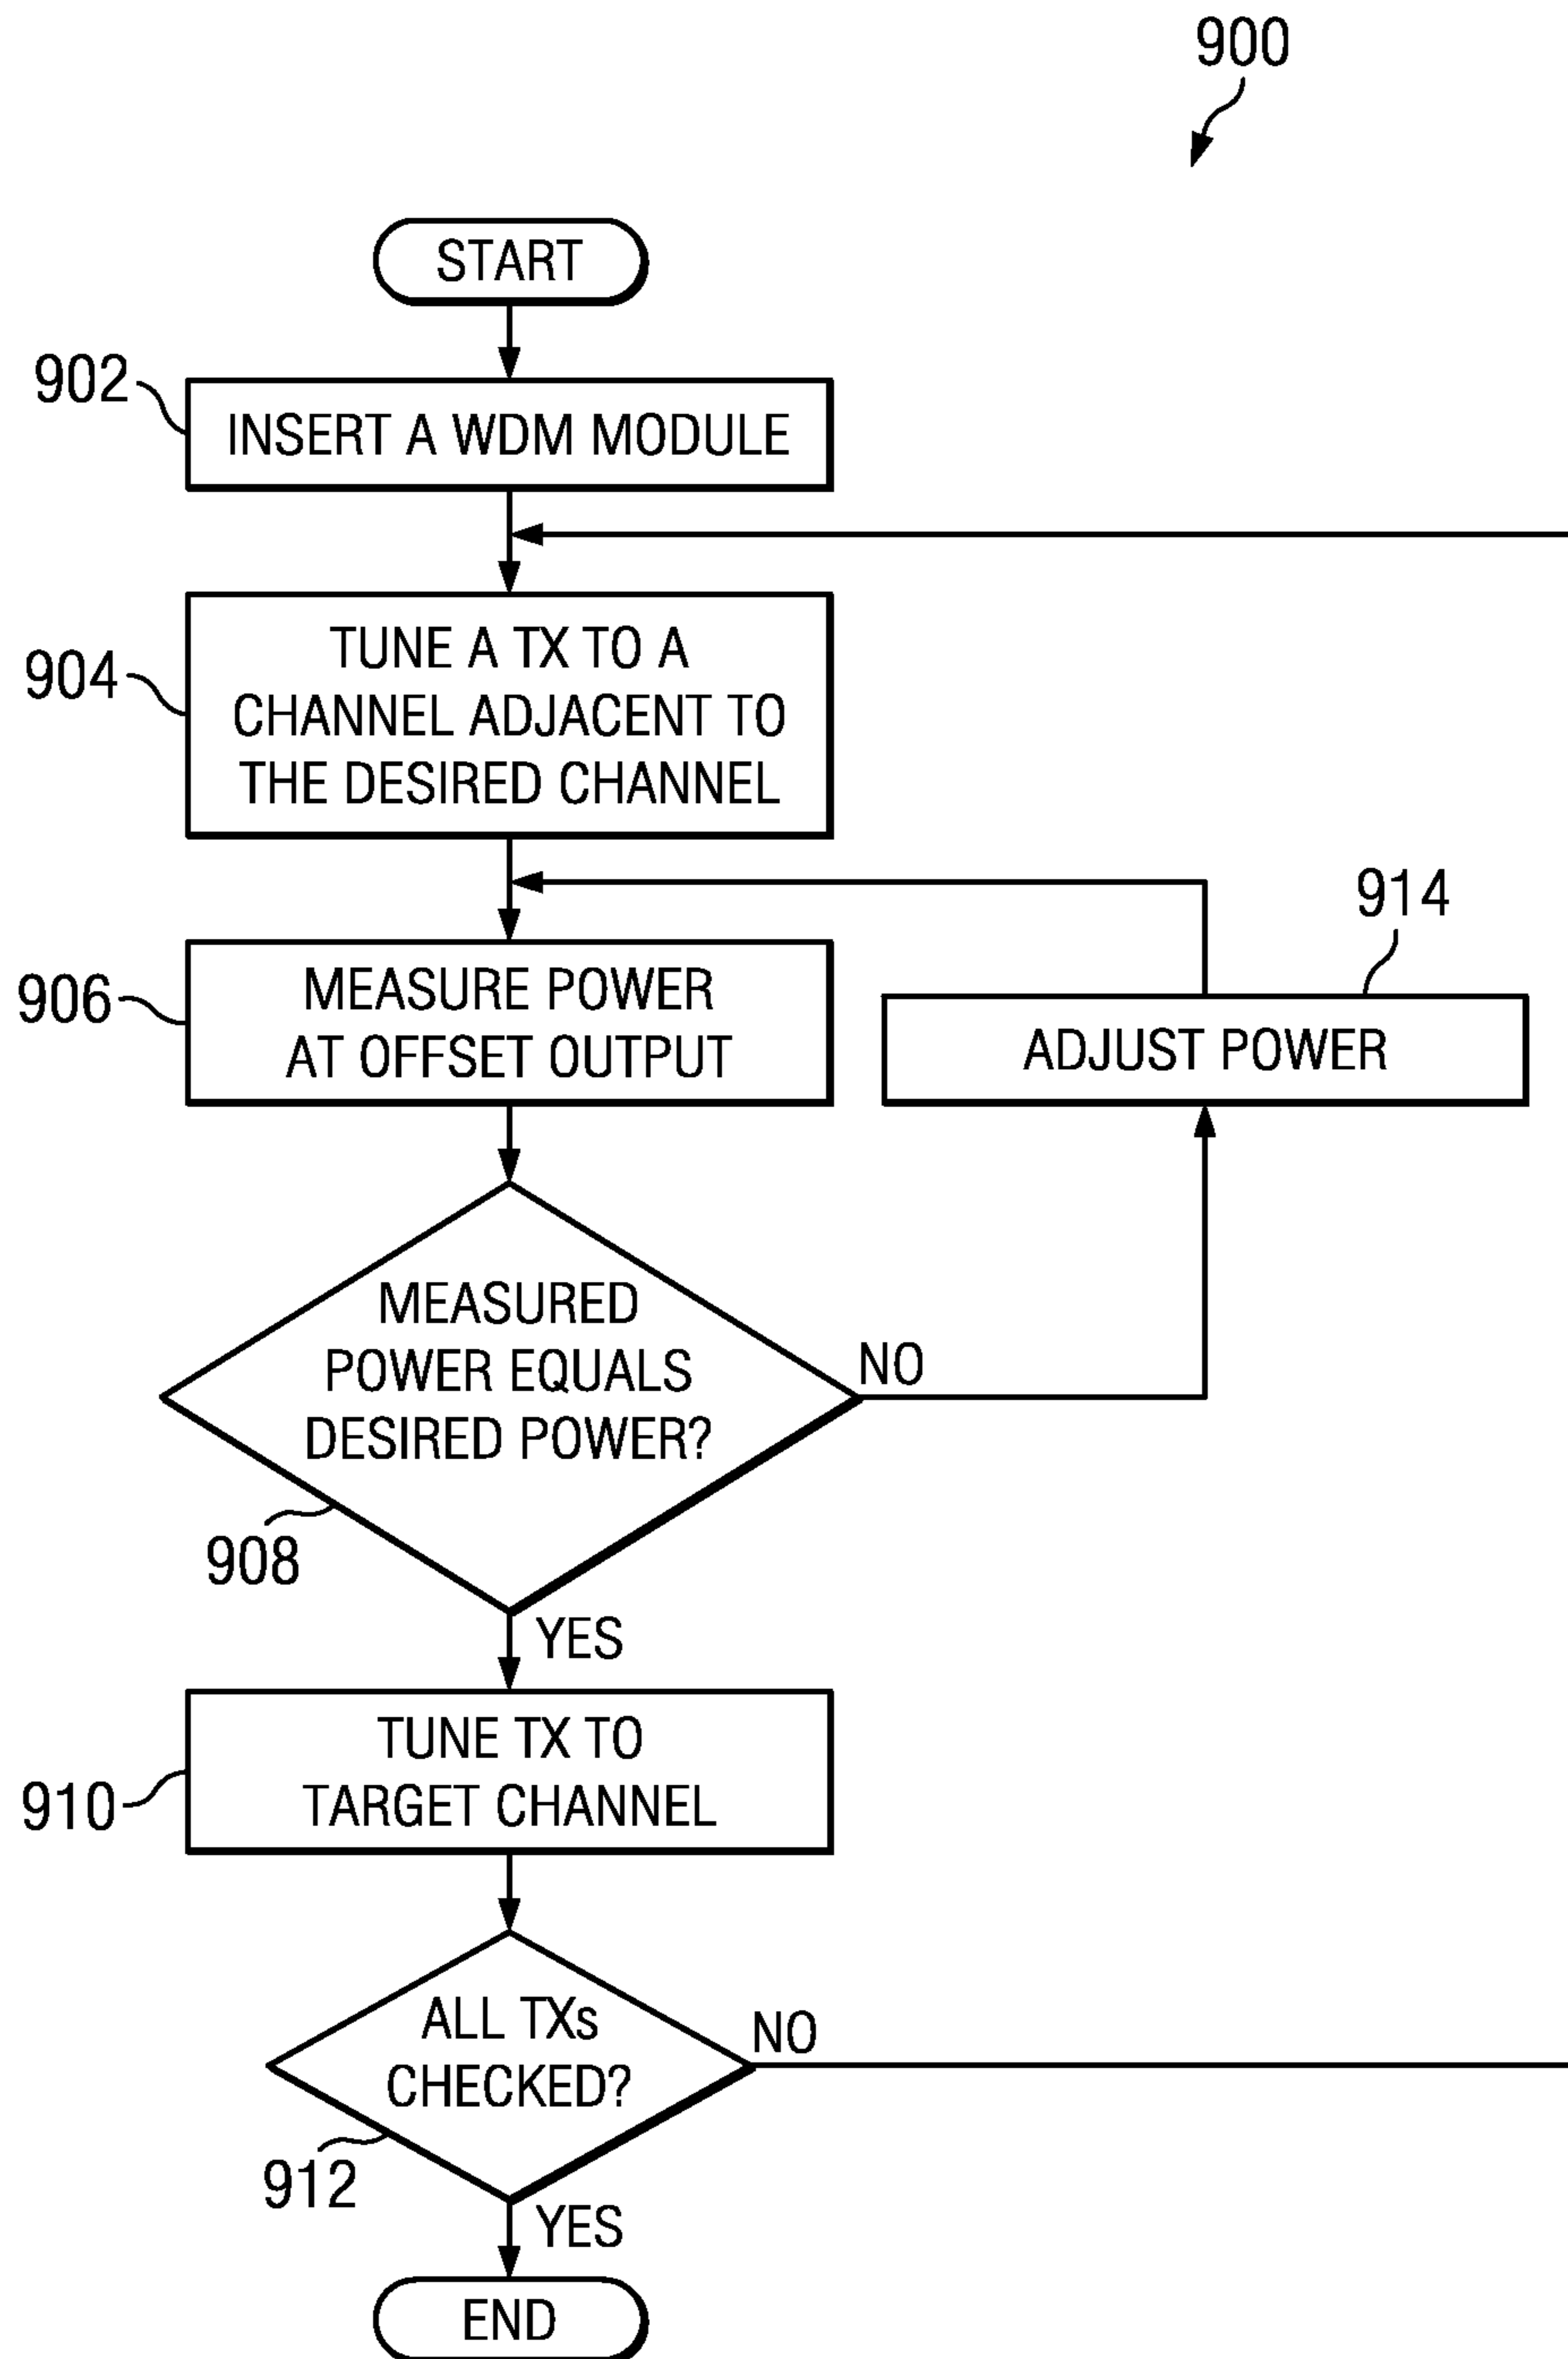 900
START
902
INSERT A WDM MODULE
904
TUNE A TX TO A
CHANNEL ADJACENT TO
THE DESIRED CHANNEL
914
906
MEASURE POWER
AT OFFSET OUTPUT
ADJUST POWER
MEASURED
POWER EQUALS
DESIRED POWER?
NO
908
YES
910
TUNE TX TO
TARGET CHANNEL
ALL TXs
CHECKED?
NO
912
YES
END